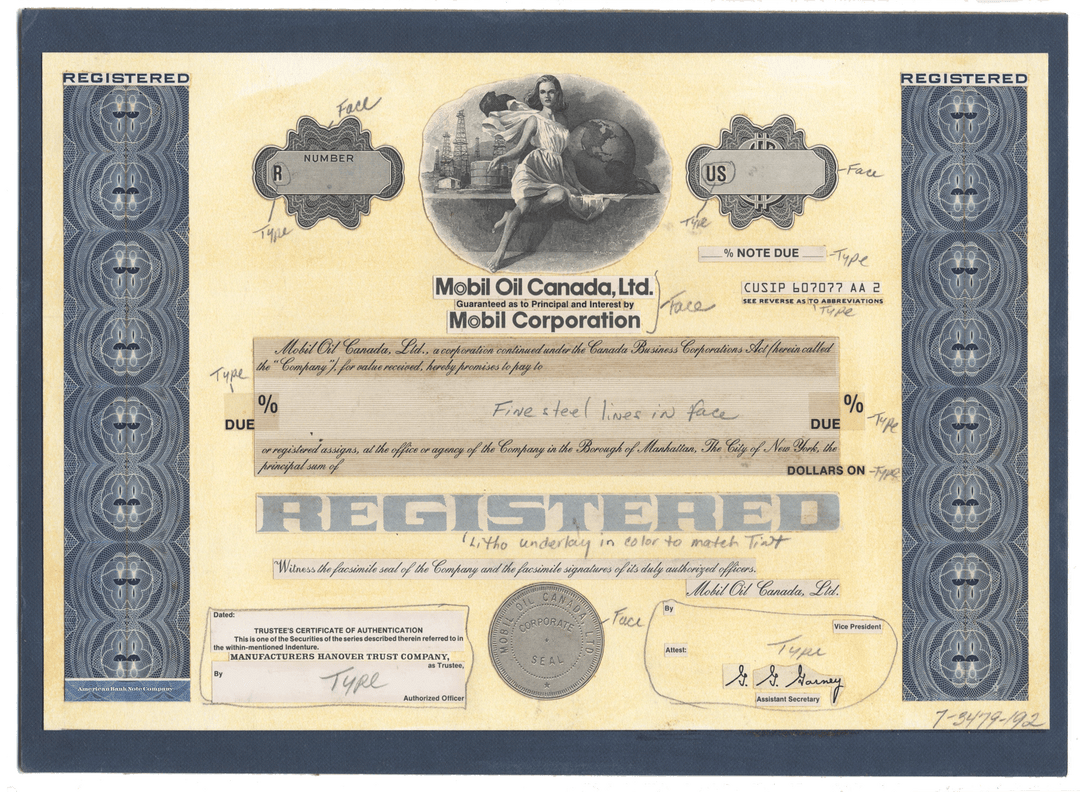 REGISTERED
REGISTERED
Face
NUMBER
R
Type
US
Face
Type
% NOTE DUE
Type
Mobil Oil Canada, Ltd.
Guaranteed as to Principal and Interest by
Mobil Corporation
Face
CUSIP 607077 AA 2
SEE REVERSE AS TO ABBREVIATIONS
Type
Mobil Oil Canada, Ltd., a corporation continued under the Canada Business Corporations Act (herein called
the "Company"), for value received, hereby promises to pay to
Type
% %
Fine steel lines in face
DUE DUE
Type
or registered assigns, at the office or agency of the Company in the Borough of Manhattan, The City of New York, the
principal sum of
DOLLARS ON
Type
REGISTERED
Litho underlay in color to match Tint
Witness the facsimile seal of the Company and the facsimile signatures of its duly authorized officers.
Mobil Oil Canada, Ltd.
Dated:
TRUSTEE'S CERTIFICATE OF AUTHENTICATION
This is one of the Securities of the series described therein referred to in
the within-mentioned Indenture.
MANUFACTURERS HANOVER TRUST COMPANY,
as Trustee,
By
Type
Authorized Officer
MOBIL OIL CANADA, LTD
CORPORATE
SEAL
Face
By
Vice President
Attest:
Type
G. G. Garney
Assistant Secretary
American Bank Note Company
7-3479-192